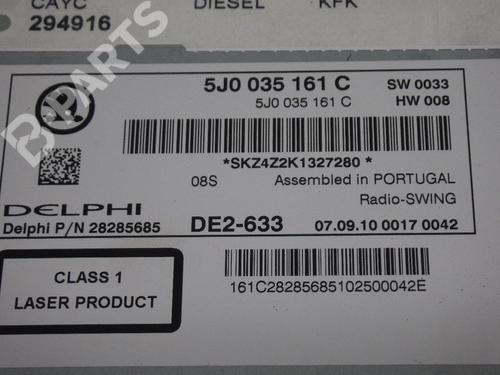 CAYC DIESEL KFK
294916
B-PARTS
5J0 035 161 C SW 0033
5J0 035 161 C HW 008
*SKZ4Z2K1327280*
08S Assembled in PORTUGAL
Radio-SWING
DELPHI DE2-633 07.09.10 0017 0042
Delphi P/N 28285685
CLASS 1
LASER PRODUCT
161C28285685102500042E